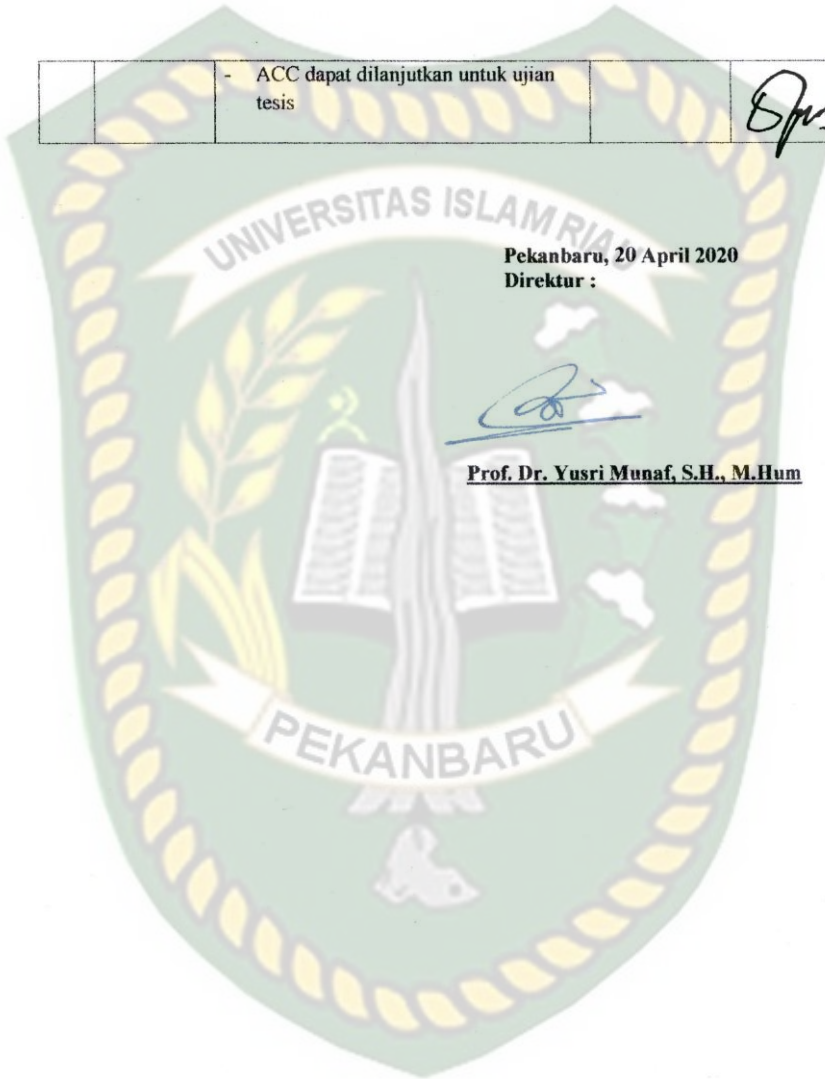 - ACC dapat dilanjutkan untuk ujian
tesis
UNIVERSITAS ISLAM RIAU
Pekanbaru, 20 April 2020
Direktur :
Prof. Dr. Yusri Munaf, S.H., M.Hum
PEKANBARU